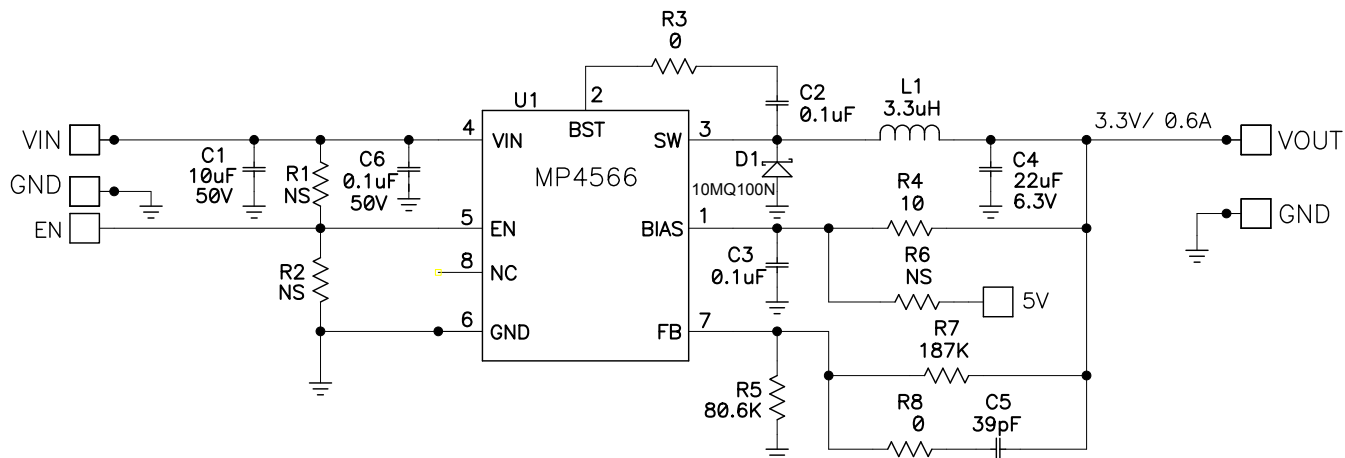 R3
0
U1
2
C2
0.1uF
L1
3.3uH
3.3V/ 0.6A
VIN
4
VIN
BST
SW
3
VOUT
C1
10uF
50V
R1
NS
C6
0.1uF
50V
MP4566
D1
10MQ100N
C4
22uF
6.3V
GND
R4
10
GND
EN
5
EN
BIAS
1
R2
NS
8
NC
C3
0.1uF
R6
NS
5V
6
GND
FB
7
R7
187K
R5
80.6K
R8
0
C5
39pF